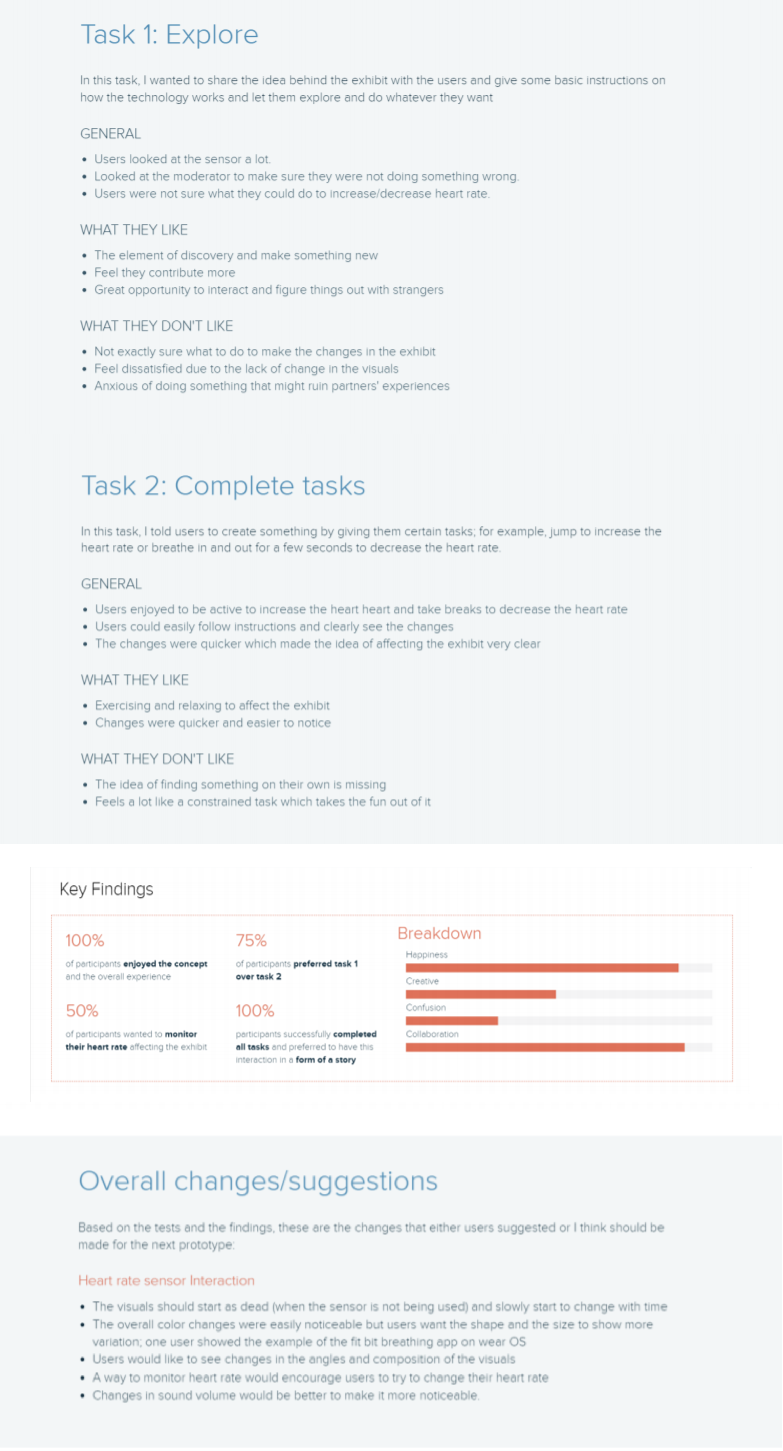 Task 1: Explore
In this task, I wanted to share the idea behind the exhibit with the users and give some basic instructions on
how the technology works and let them explore and do whatever they want
GENERAL
• Users looked at the sensor a lot.
• Looked at the moderator to make sure they were not doing something wrong.
• Users were not sure what they could do to increase/decrease heart rate.
WHAT THEY LIKE
• The element of discovery and make something new
• Feel they contribute more
• Great opportunity to interact and figure things out with strangers
WHAT THEY DON'T LIKE
• Not exactly sure what to do to make the changes in the exhibit
• Feel dissatisfied due to the lack of change in the visuals
• Anxious of doing something that might ruin partners' experiences
Task 2: Complete tasks
In this task, I told users to create something by giving them certain tasks; for example, jump to increase the
heart rate or breathe in and out for a few seconds to decrease the heart rate.
GENERAL
• Users enjoyed to be active to increase the heart heart and take breaks to decrease the heart rate
• Users could easily follow instructions and clearly see the changes
• The changes were quicker which made the idea of affecting the exhibit very clear
WHAT THEY LIKE
• Exercising and relaxing to affect the exhibit
• Changes were quicker and easier to notice
WHAT THEY DON'T LIKE
• The idea of finding something on their own is missing
• Feels a lot like a constrained task which takes the fun out of it
Key Findings
100%
of participants enjoyed the concept
and the overall experience
75%
of participants preferred task 1
over task 2
50%
of participants wanted to monitor
their heart rate affecting the exhibit
100%
participants successfully completed
all tasks and preferred to have this
interaction in a form of a story
Breakdown
Happiness
Creative
Confusion
Collaboration
Overall changes/suggestions
Based on the tests and the findings, these are the changes that either users suggested or I think should be
made for the next prototype:
Heart rate sensor Interaction
• The visuals should start as dead (when the sensor is not being used) and slowly start to change with time
• The overall color changes were easily noticeable but users want the shape and the size to show more
variation; one user showed the example of the fit bit breathing app on wear OS
• Users would like to see changes in the angles and composition of the visuals
• A way to monitor heart rate would encourage users to try to change their heart rate
• Changes in sound volume would be better to make it more noticeable.